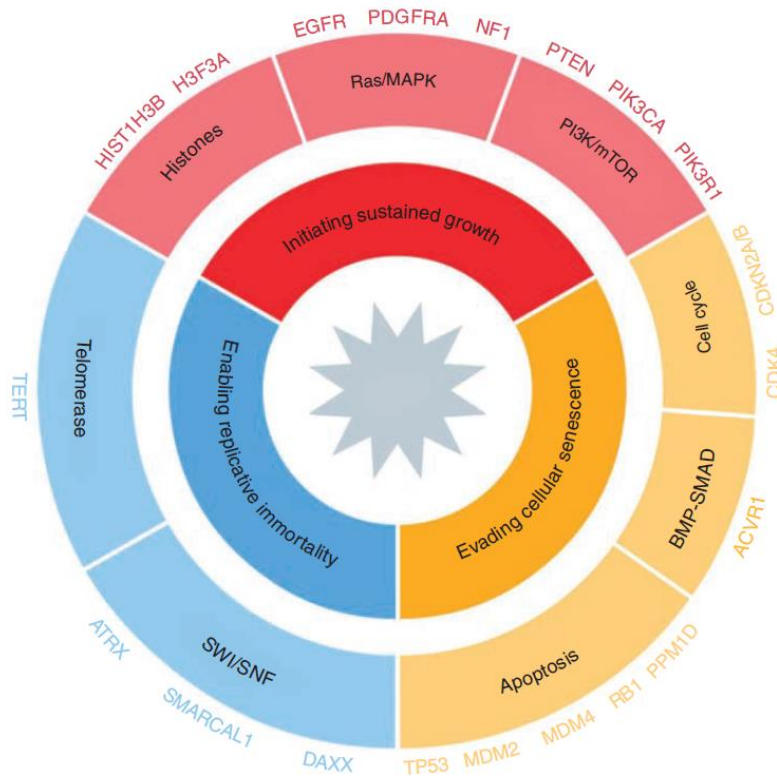 EGFR
PDGFRA
NF1
PTEN
PIK3CA
PIK3R1
HIST1H3B
H3F3A
Histones
Ras/MAPK
PI3K/mTOR
CDKN2A/B
CDK4
Cell cycle
BMP-SMAD
ACVR1
Initiating sustained growth
Enabling replicative immortality
Evading cellular senescence
TERT
Telomerase
ATRX
SMARCAL1
DAXX
SWI/SNF
Apoptosis
TP53
MDM2
MDM4
RB1
PPM1D